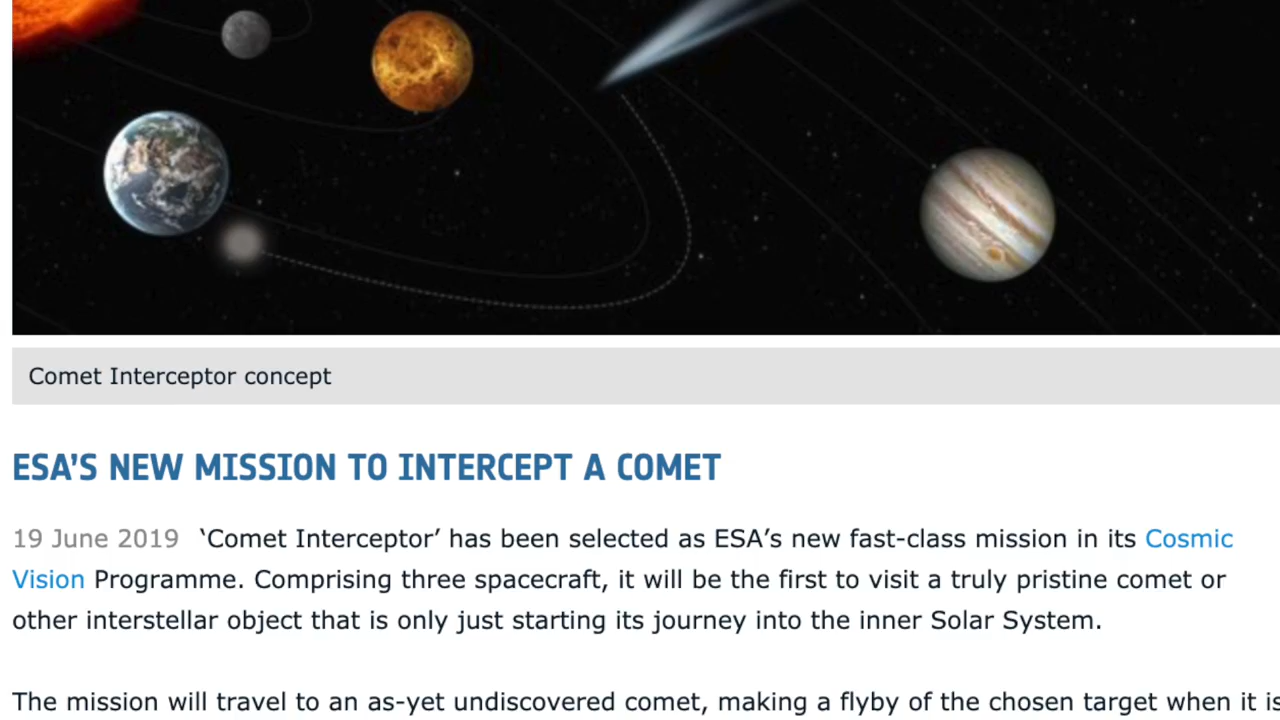 Comet Interceptor concept
ESA'S NEW MISSION TO INTERCEPT A COMET
19 June 2019 ‘Comet Interceptor’ has been selected as ESA’s new fast-class mission in its Cosmic
Vision Programme. Comprising three spacecraft, it will be the first to visit a truly pristine comet or
other interstellar object that is only just starting its journey into the inner Solar System.
The mission will travel to an as-yet undiscovered comet, making a flyby of the chosen target when it is